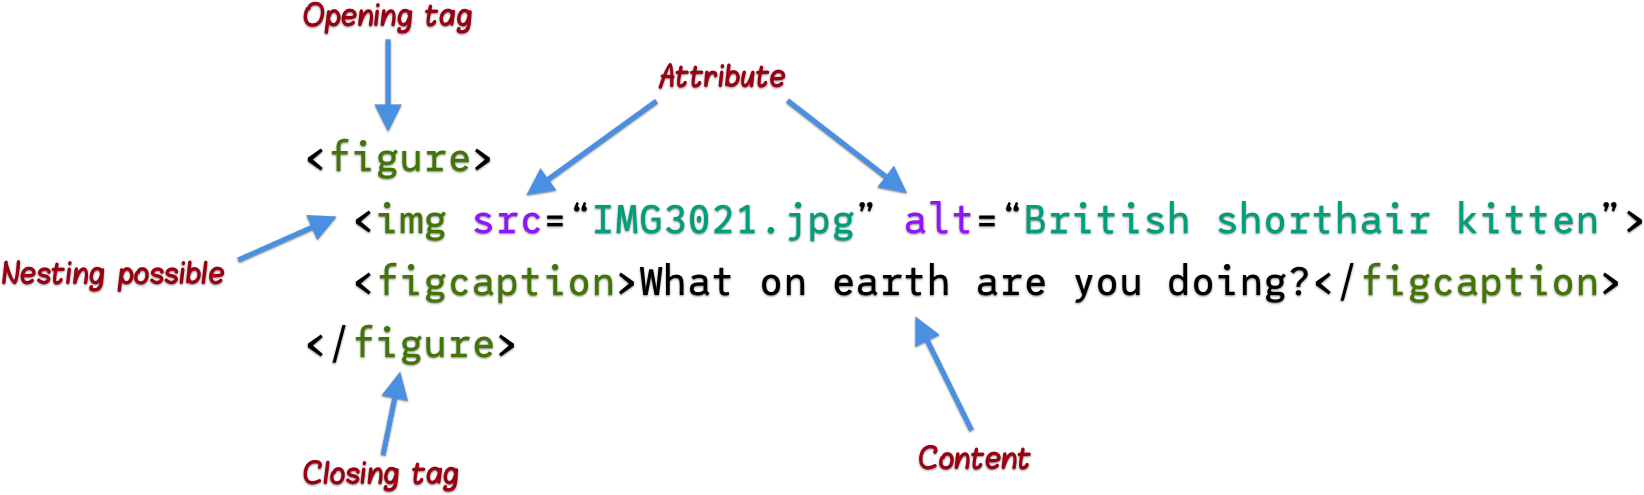 Opening tag
Attribute
<figure>
<img src=“IMG3021.jpg” alt=“British shorthair kitten”>
Nesting possible
<figcaption>What on earth are you doing?</figcaption>
</figure>
Content
Closing tag